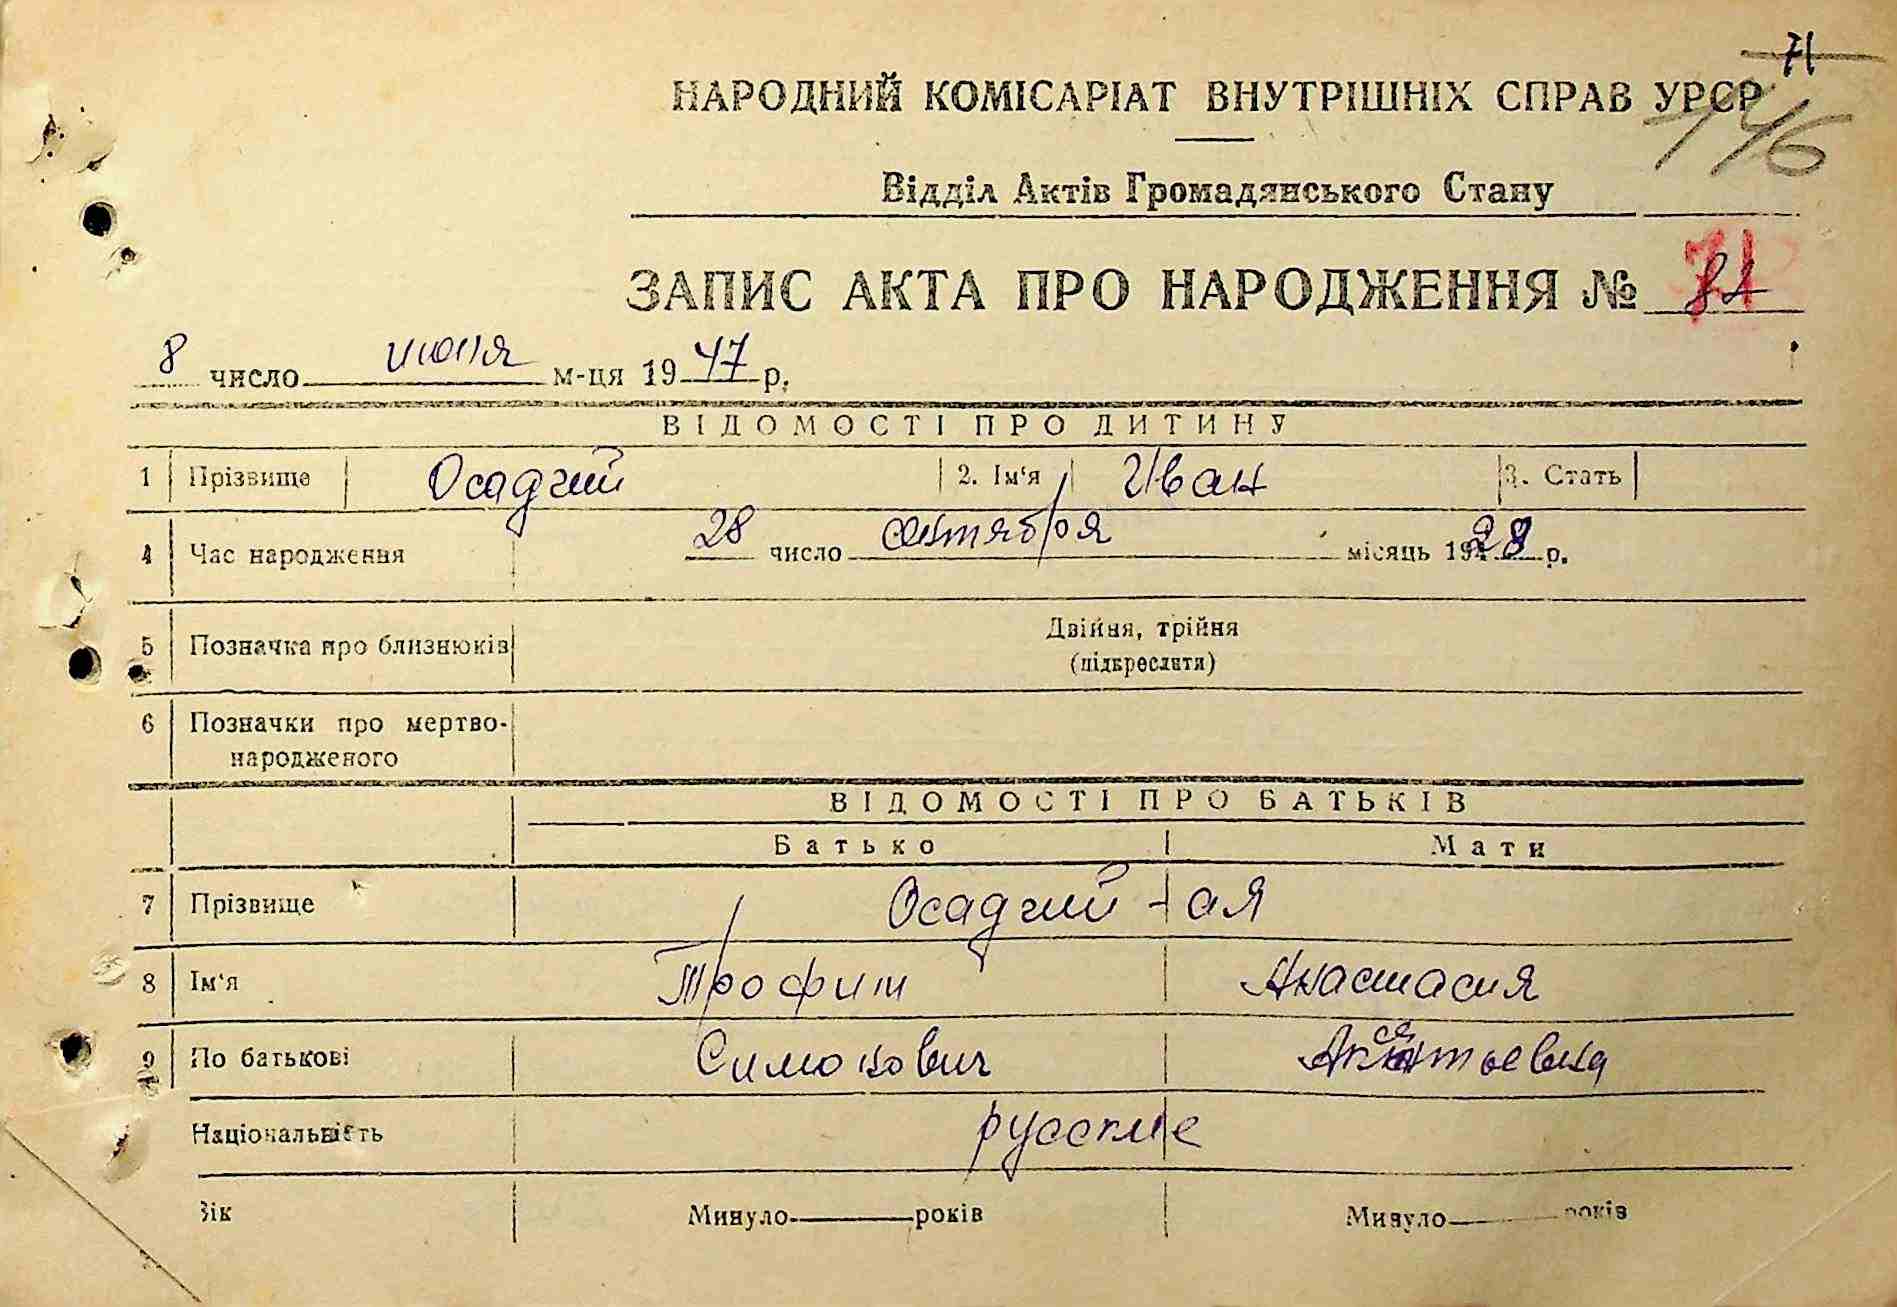 71
НАРОДНИЙ КОМІСАРІАТ ВНУТРІШНІХ СПРАВ УРСР
146
Відділ Актів Громадянського Стану
71
ЗАПИС АКТА ПРО НАРОДЖЕННЯ №
8 число июня м-ця 1947 р.
ВІДОМОСТІ ПРО ДИТИНУ
1 Прізвище Осадчий 2. Ім'я Иван 3. Стать
4 Час народження 28 число сентября місяць 1928 р.
5 Позначка про близнюків Двійня, трійня
(підкреслити)
6 Позначки про мертво-
народженого
ВІДОМОСТІ ПРО БАТЬКІВ
Батько Мати
7 Прізвище Осадчий - ая
8 Ім'я Трофим Анастасия
9 По батькові Симонович
Національність русские
Вік Минуло років Минуло років